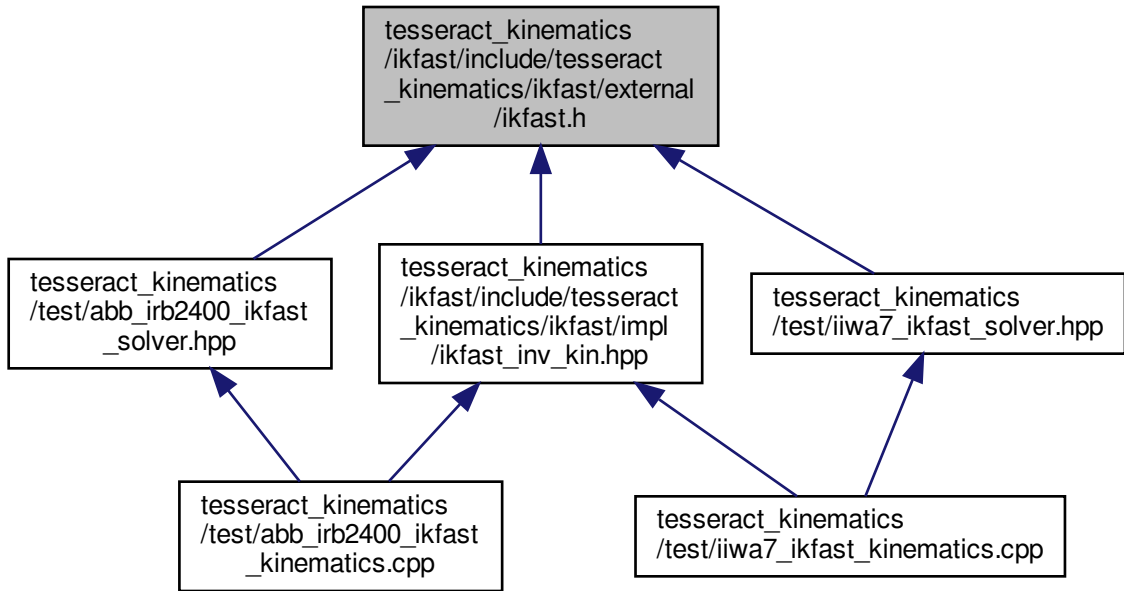 tesseract_kinematics
/ikfast/include/tesseract
_kinematics/ikfast/external
/ikfast.h
tesseract_kinematics
/test/abb_irb2400_ikfast
_solver.hpp
tesseract_kinematics
/ikfast/include/tesseract
_kinematics/ikfast/impl
/ikfast_inv_kin.hpp
tesseract_kinematics
/test/iiwa7_ikfast_solver.hpp
tesseract_kinematics
/test/abb_irb2400_ikfast
_kinematics.cpp
tesseract_kinematics
/test/iiwa7_ikfast_kinematics.cpp